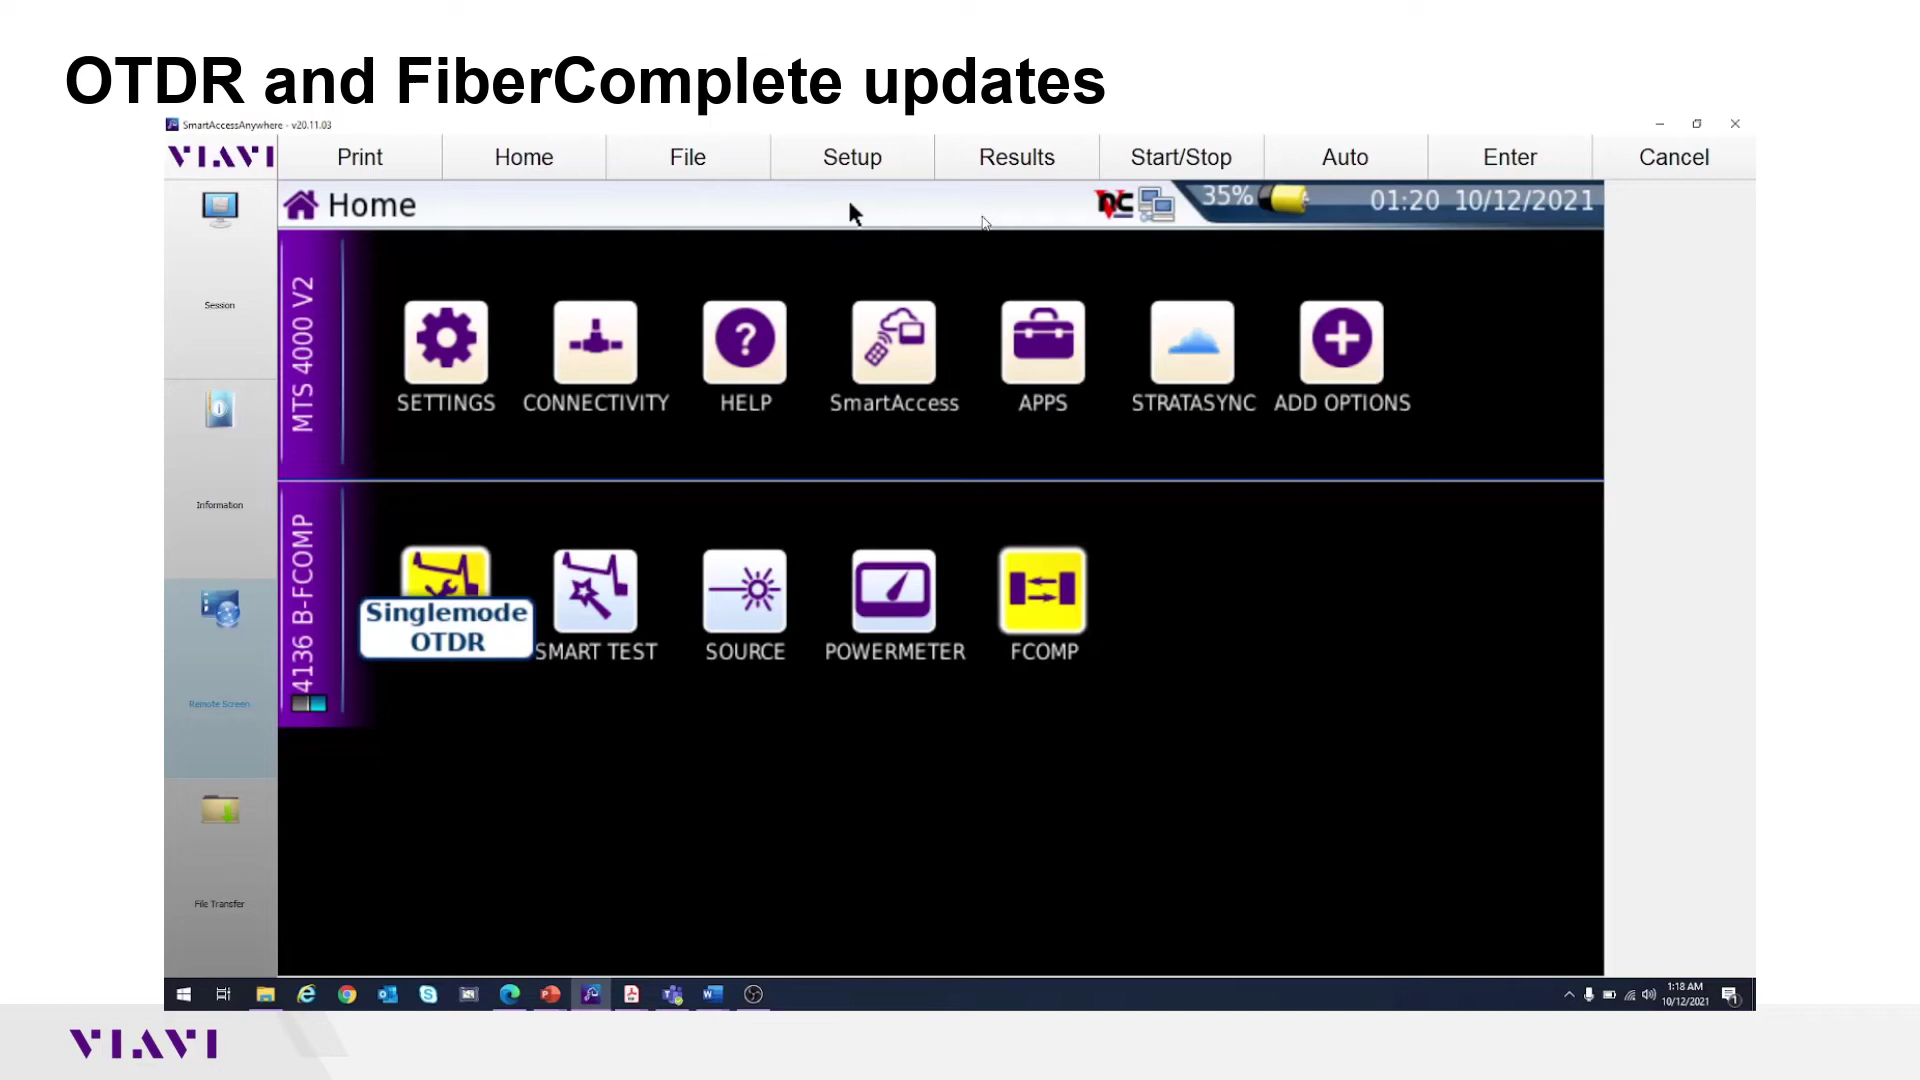 OTDR and FiberComplete updates
SmartAccessAnywhere - v20.11.03
VIAVI
Print
Home
File
Setup
Results
Start/Stop
Auto
Enter
Cancel
Home
35%
01:20 10/12/2021
Session
Information
Remote Screen
File Transfer
MTS 4000 V2
SETTINGS
CONNECTIVITY
HELP
SmartAccess
APPS
STRATASYNC
ADD OPTIONS
4136 B-FCOMP
Singlemode
OTDR
SMART TEST
SOURCE
POWERMETER
FCOMP
1:18 AM
10/12/2021
VIAVI